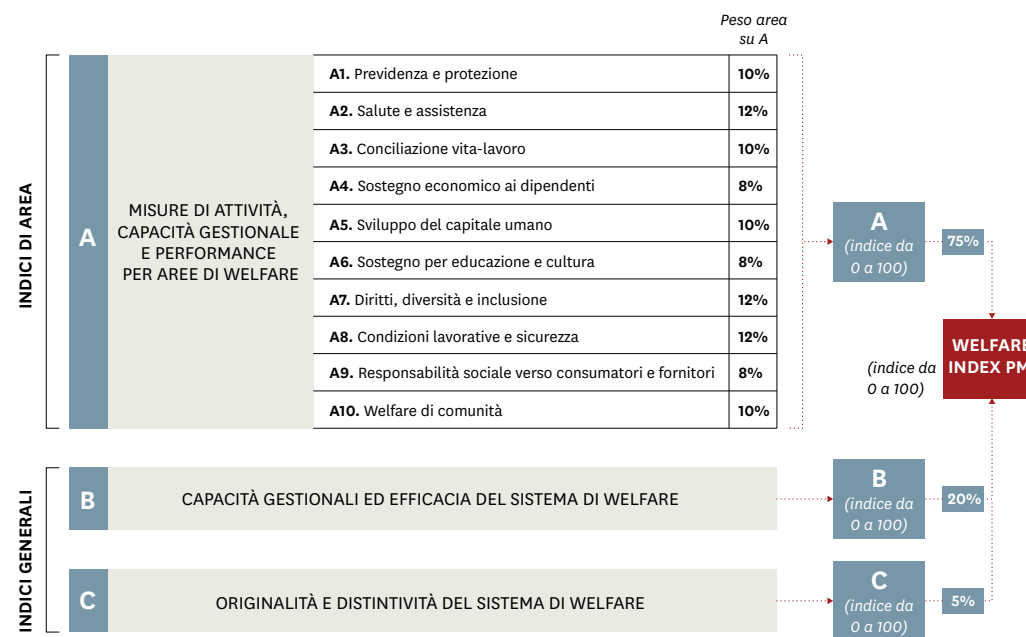 Peso area
su A
INDICI DI AREA
A
MISURE DI ATTIVITÀ,
CAPACITÀ GESTIONALE
E PERFORMANCE
PER AREE DI WELFARE
A1. Previdenza e protezione 10%
A2. Salute e assistenza 12%
A3. Conciliazione vita-lavoro 10%
A4. Sostegno economico ai dipendenti 8%
A5. Sviluppo del capitale umano 10%
A6. Sostegno per educazione e cultura 8%
A7. Diritti, diversità e inclusione 12%
A8. Condizioni lavorative e sicurezza 12%
A9. Responsabilità sociale verso consumatori e fornitori 8%
A10. Welfare di comunità 10%
A
(indice da
0 a 100)
75%
WELFARE
INDEX PM
(indice da
0 a 100)
INDICI GENERALI
B
CAPACITÀ GESTIONALI ED EFFICACIA DEL SISTEMA DI WELFARE
B
(indice da
0 a 100)
20%
C
ORIGINALITÀ E DISTINTIVITÀ DEL SISTEMA DI WELFARE
C
(indice da
0 a 100)
5%